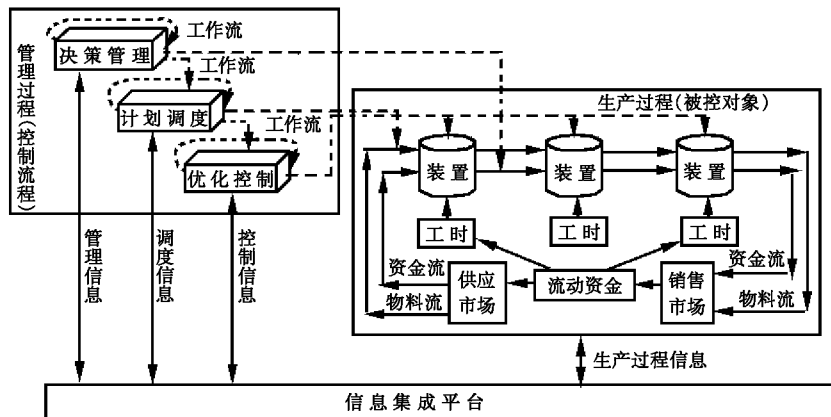 管理过程(控制流程)
工作流
决策管理
工作流
计划调度
工作流
优化控制
生产过程(被控对象)
装置
装置
装置
工时
工时
工时
资金流
供应
市场
流动资金
销售
市场
资金流
物料流
物料流
管理信息
调度信息
控制信息
生产过程信息
信息集成平台